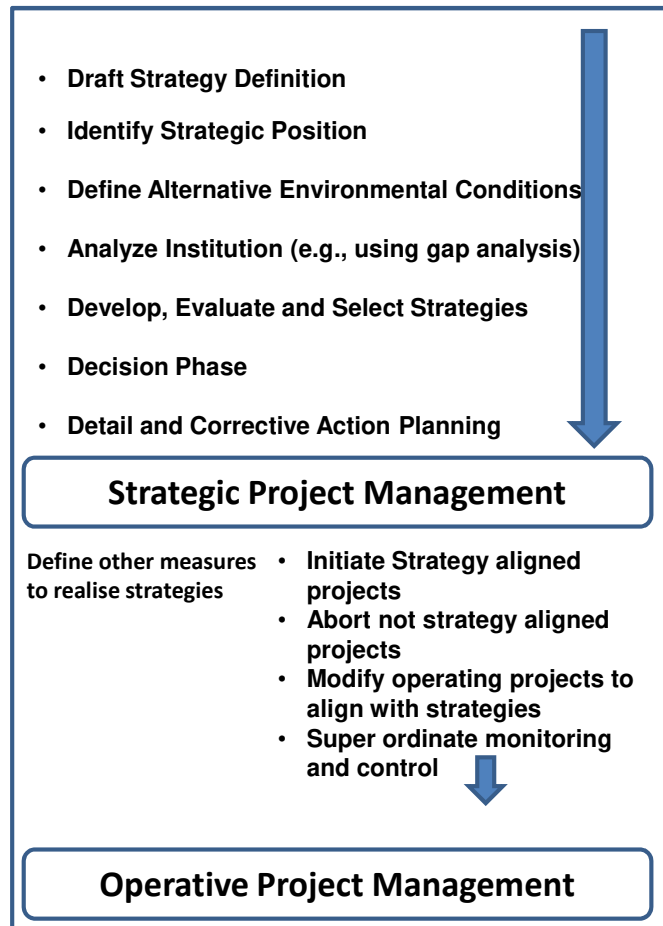 • Draft Strategy Definition
• Identify Strategic Position
• Define Alternative Environmental Conditions
• Analyze Institution (e.g., using gap analysis)
• Develop, Evaluate and Select Strategies
• Decision Phase
• Detail and Corrective Action Planning
Strategic Project Management
Define other measures
to realise strategies
• Initiate Strategy aligned
projects
• Abort not strategy aligned
projects
• Modify operating projects to
align with strategies
• Super ordinate monitoring
and control
Operative Project Management